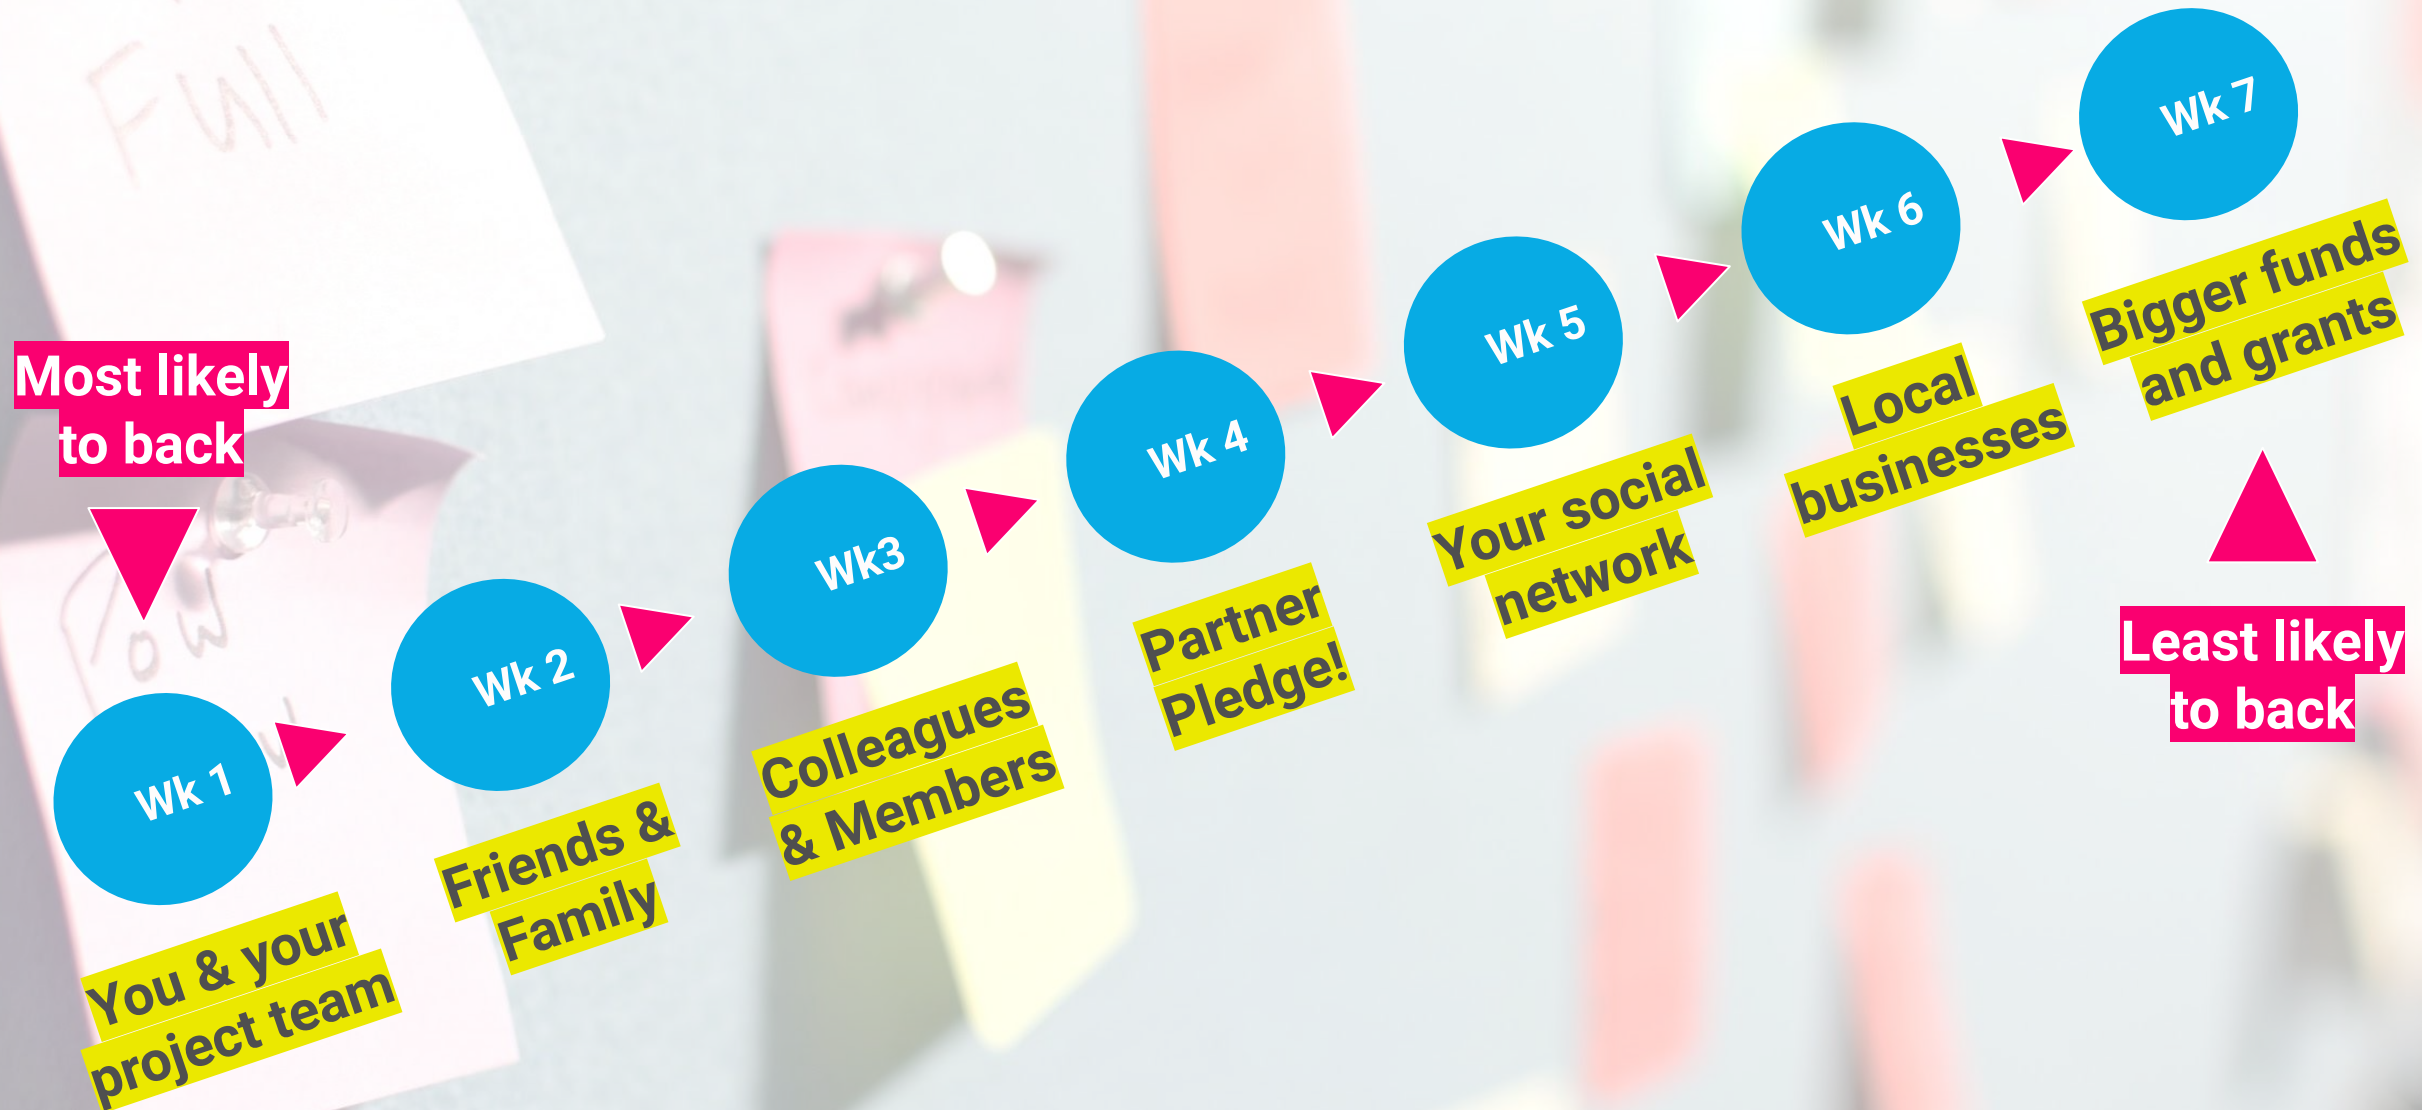 Full
Most likely
to back
Wk 1
You & your
project team
Wk 2
Friends &
Family
Wk3
Colleagues
& Members
Wk 4
Partner
Pledge!
Wk 5
Your social
network
Wk 6
Local
businesses
Wk 7
Bigger funds
and grants
Least likely
to back